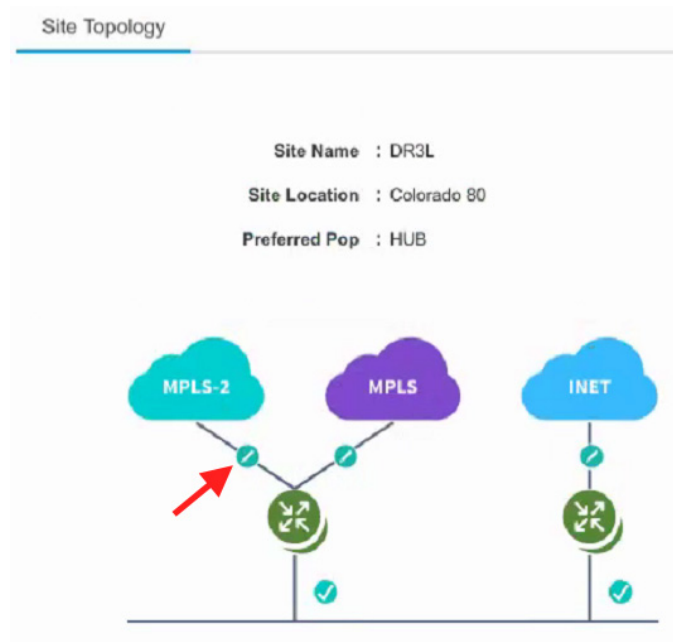 Site Topology
Site Name : DR3L
Site Location : Colorado 80
Preferred Pop : HUB
MPLS-2 MPLS INET